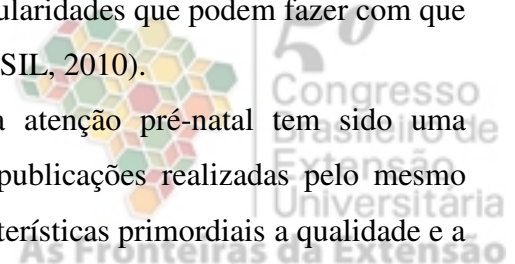 ularidades que podem fazer com que
SIL, 2010).
a atenção pré-natal tem sido uma
publicações realizadas pelo mesmo
terísticas primordiais a qualidade e a
5º
Congresso
Brasileiro de
Extensão
Universitária
As Fronteiras da Extensão